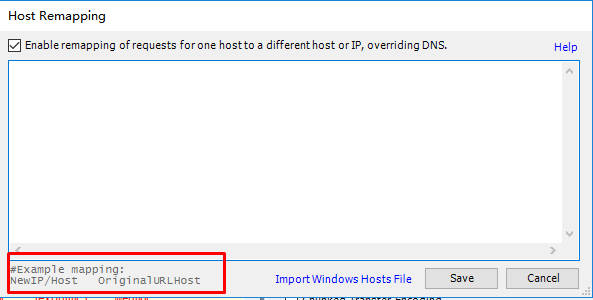 Host Remapping
Enable remapping of requests for one host to a different host or IP, overriding DNS.
Help
#Example mapping:
NewIP/Host   OriginalURLHost
Import Windows Hosts File
Save
Cancel